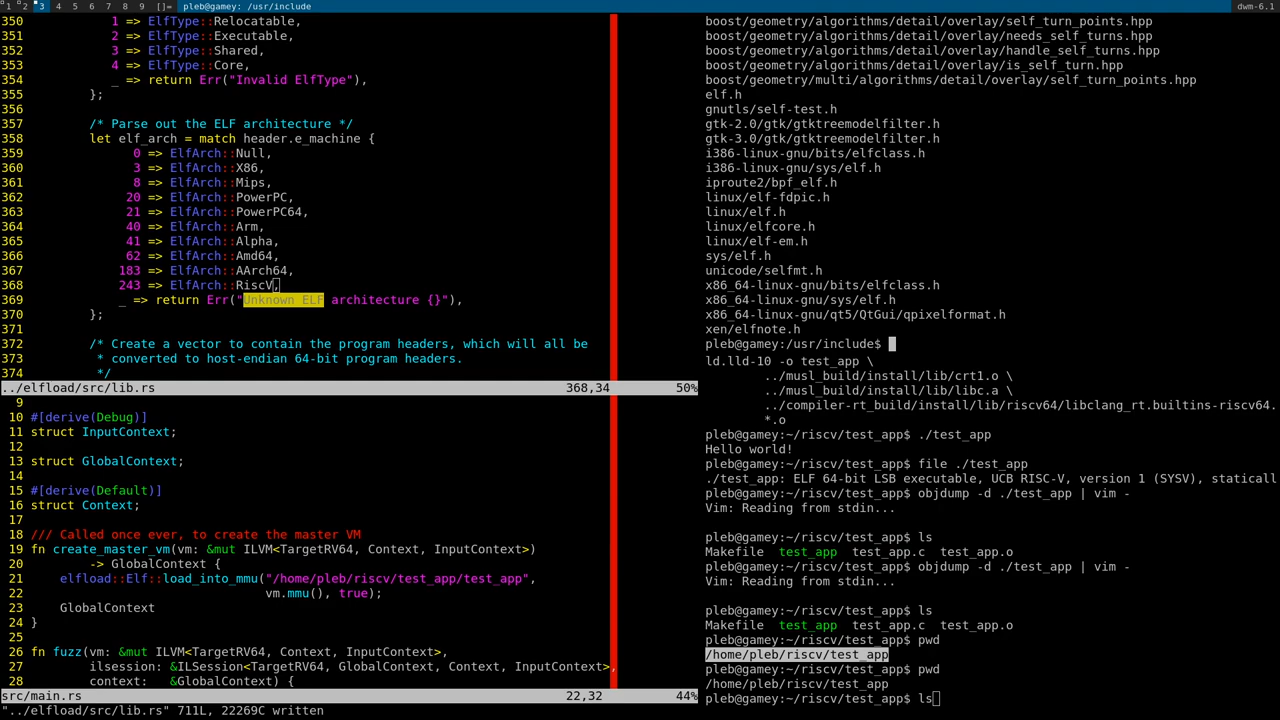 1 2 3 4 5 6 7 8 9 []= pleb@gamey: /usr/include dwm-6.1
350 1 => ElfType::Relocatable,
351 2 => ElfType::Executable,
352 3 => ElfType::Shared,
353 4 => ElfType::Core,
354 _ => return Err("Invalid ElfType"),
355 };
356
357 /* Parse out the ELF architecture */
358 let elf_arch = match header.e_machine {
359 0 => ElfArch::Null,
360 3 => ElfArch::X86,
361 8 => ElfArch::Mips,
362 20 => ElfArch::PowerPC,
363 21 => ElfArch::PowerPC64,
364 40 => ElfArch::Arm,
365 41 => ElfArch::Alpha,
366 62 => ElfArch::Amd64,
367 183 => ElfArch::AArch64,
368 243 => ElfArch::RiscV,
369 _ => return Err("Unknown ELF architecture {}"),
370 };
371
372 /* Create a vector to contain the program headers, which will all be
373 * converted to host-endian 64-bit program headers.
374 */
../elfload/src/lib.rs 368,34 50%
9
10 #[derive(Debug)]
11 struct InputContext;
12
13 struct GlobalContext;
14
15 #[derive(Default)]
16 struct Context;
17
18 /// Called once ever, to create the master VM
19 fn create_master_vm(vm: &mut ILVM<TargetRV64, Context, InputContext>)
20 -> GlobalContext {
21 elfload::Elf::load_into_mmu("/home/pleb/riscv/test_app/test_app",
22 vm.mmu(), true);
23 GlobalContext
24 }
25
26 fn fuzz(vm: &mut ILVM<TargetRV64, Context, InputContext>,
27 ilsession: &ILSession<TargetRV64, GlobalContext, Context, InputContext>,
28 context: &GlobalContext) {
src/main.rs 22,32 44%
"../elfload/src/lib.rs" 711L, 22269C written
boost/geometry/algorithms/detail/overlay/self_turn_points.hpp
boost/geometry/algorithms/detail/overlay/needs_self_turns.hpp
boost/geometry/algorithms/detail/overlay/handle_self_turns.hpp
boost/geometry/algorithms/detail/overlay/is_self_turn.hpp
boost/geometry/multi/algorithms/detail/overlay/self_turn_points.hpp
elf.h
gnutls/self-test.h
gtk-2.0/gtk/gtktreemodelfilter.h
gtk-3.0/gtk/gtktreemodelfilter.h
i386-linux-gnu/bits/elfclass.h
i386-linux-gnu/sys/elf.h
iproute2/bpf_elf.h
linux/elf-fdpic.h
linux/elf.h
linux/elfcore.h
linux/elf-em.h
sys/elf.h
unicode/selfmt.h
x86_64-linux-gnu/bits/elfclass.h
x86_64-linux-gnu/sys/elf.h
x86_64-linux-gnu/qt5/QtGui/qpixelformat.h
xen/elfnote.h
pleb@gamey:/usr/include$
ld.lld-10 -o test_app \
../musl_build/install/lib/crt1.o \
../musl_build/install/lib/libc.a \
../compiler-rt_build/install/lib/riscv64/libclang_rt.builtins-riscv64.
*.o
pleb@gamey:~/riscv/test_app$ ./test_app
Hello world!
pleb@gamey:~/riscv/test_app$ file ./test_app
./test_app: ELF 64-bit LSB executable, UCB RISC-V, version 1 (SYSV), staticall
pleb@gamey:~/riscv/test_app$ objdump -d ./test_app | vim -
Vim: Reading from stdin...

pleb@gamey:~/riscv/test_app$ ls
Makefile test_app test_app.c test_app.o
pleb@gamey:~/riscv/test_app$ objdump -d ./test_app | vim -
Vim: Reading from stdin...

pleb@gamey:~/riscv/test_app$ ls
Makefile test_app test_app.c test_app.o
pleb@gamey:~/riscv/test_app$ pwd
/home/pleb/riscv/test_app
pleb@gamey:~/riscv/test_app$ pwd
/home/pleb/riscv/test_app
pleb@gamey:~/riscv/test_app$ ls